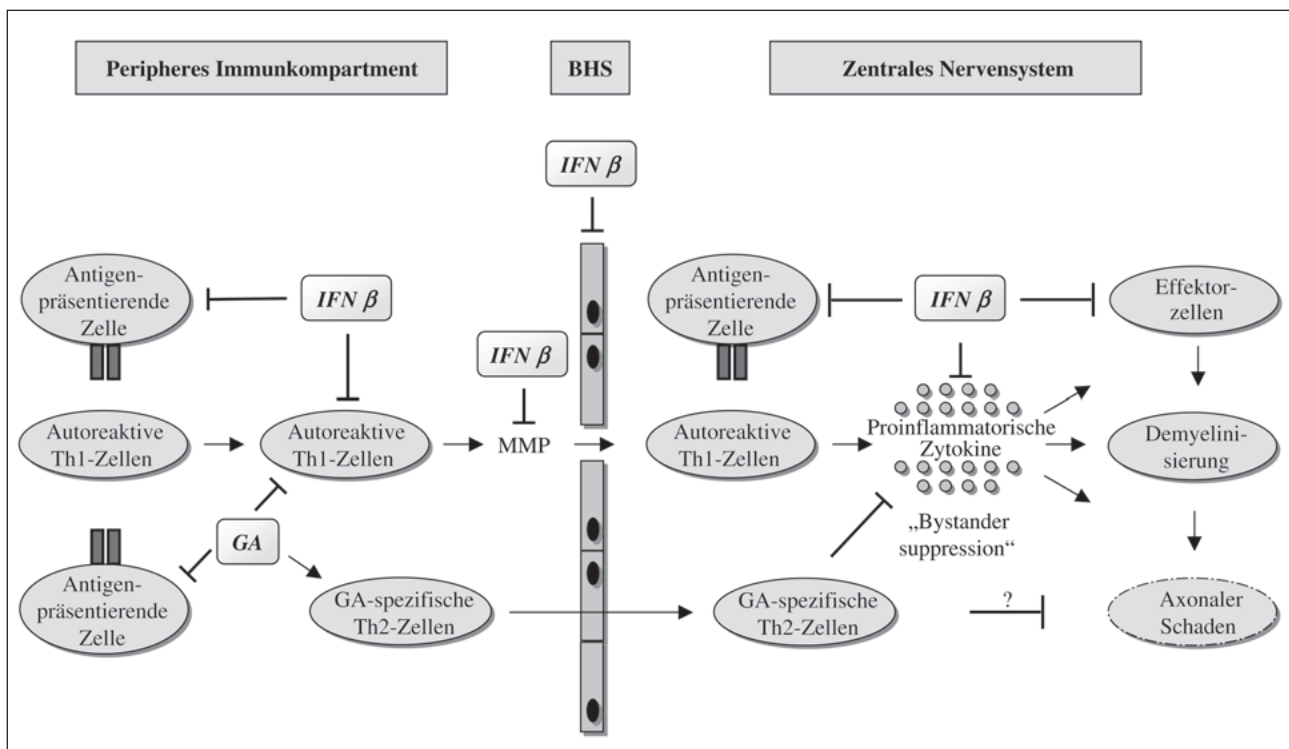 Peripheres Immunkompartment
BHS
Zentrales Nervensystem
IFN β
Antigen-
präsentierende
Zelle
IFN β
Antigen-
präsentierende
Zelle
IFN β
Effektor-
zellen
IFN β
Autoreaktive
Th1-Zellen
Autoreaktive
Th1-Zellen
MMP
Autoreaktive
Th1-Zellen
Proinflammatorische
Zytokine
Demyelini-
sierung
GA
„Bystander
suppression“
Antigen-
präsentierende
Zelle
GA-spezifische
Th2-Zellen
GA-spezifische
Th2-Zellen
?
Axonaler
Schaden